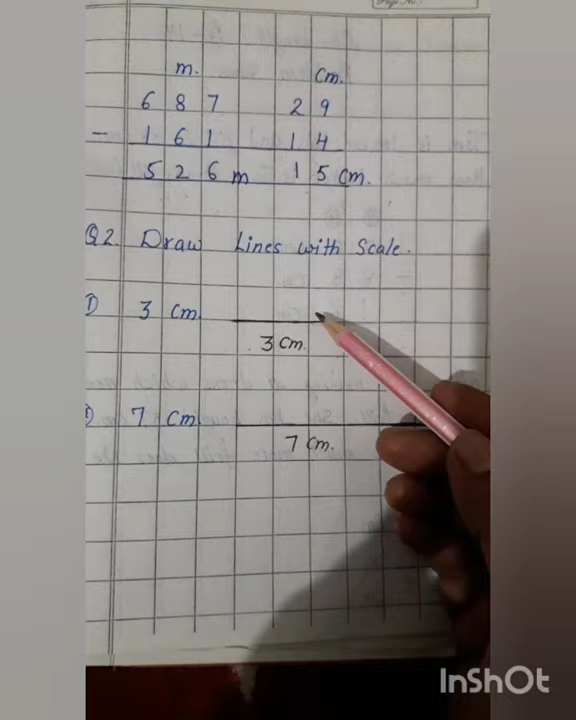 m. Cm.
6 8 7 2 9
- 1 6 1 1 4
5 2 6 m 1 5 Cm.
Q2. Draw Lines with Scale.
1) 3 Cm.
3 Cm.
7 Cm
7 Cm.
InShOt